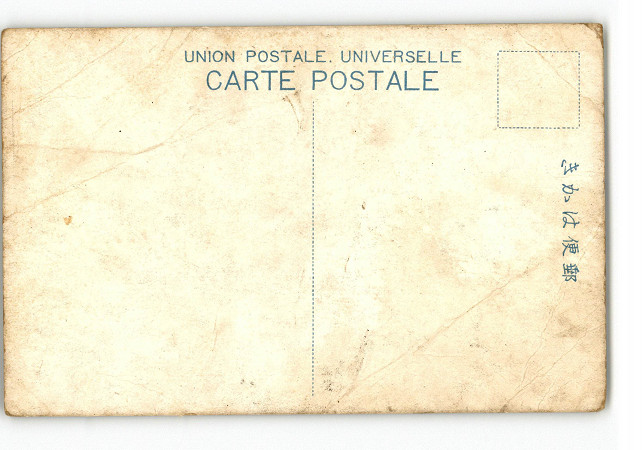 UNION POSTALE. UNIVERSELLE
CARTE POSTALE
郵便はかき